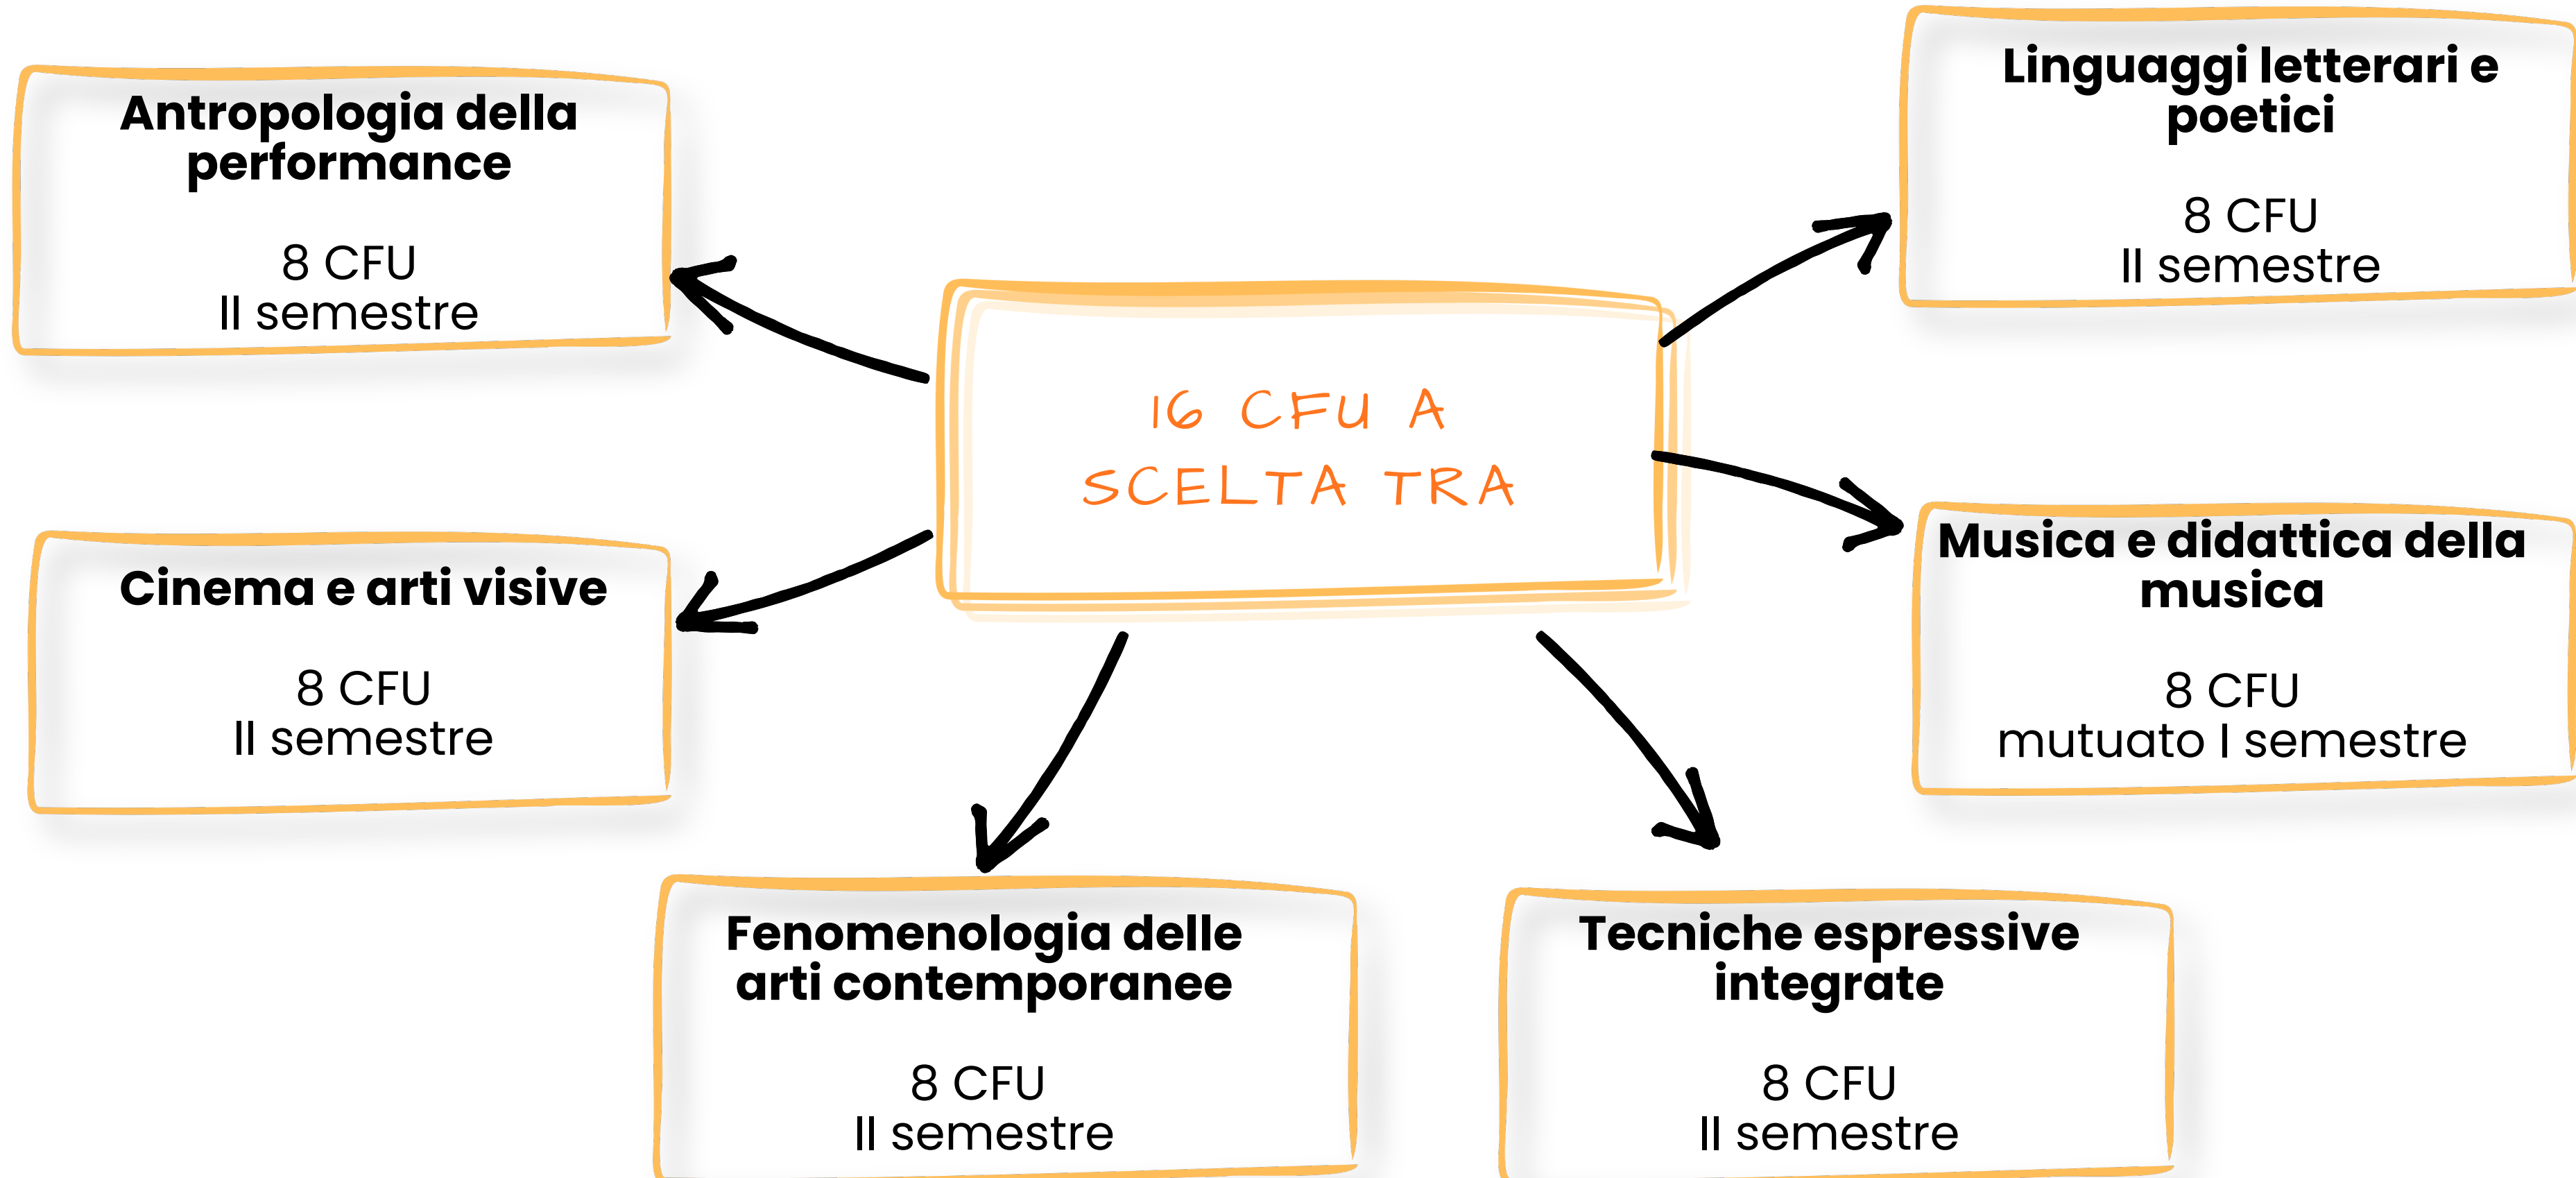 Antropologia della
performance
8 CFU
II semestre
Linguaggi letterari e
poetici
8 CFU
II semestre
16 CFU A
SCELTA TRA
Cinema e arti visive
8 CFU
II semestre
Musica e didattica della
musica
8 CFU
mutuato I semestre
Fenomenologia delle
arti contemporanee
8 CFU
II semestre
Tecniche espressive
integrate
8 CFU
II semestre